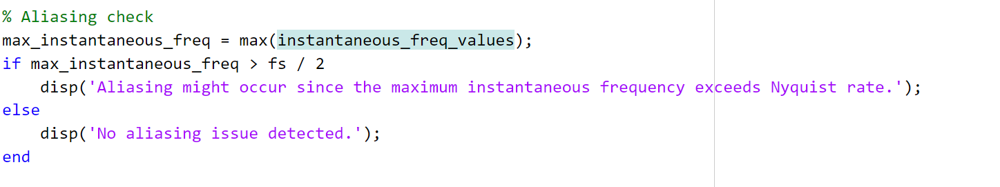 % Aliasing check
max_instantaneous_freq = max(instantaneous_freq_values);
if max_instantaneous_freq > fs / 2
    disp('Aliasing might occur since the maximum instantaneous frequency exceeds Nyquist rate.');
else
    disp('No aliasing issue detected.');
end